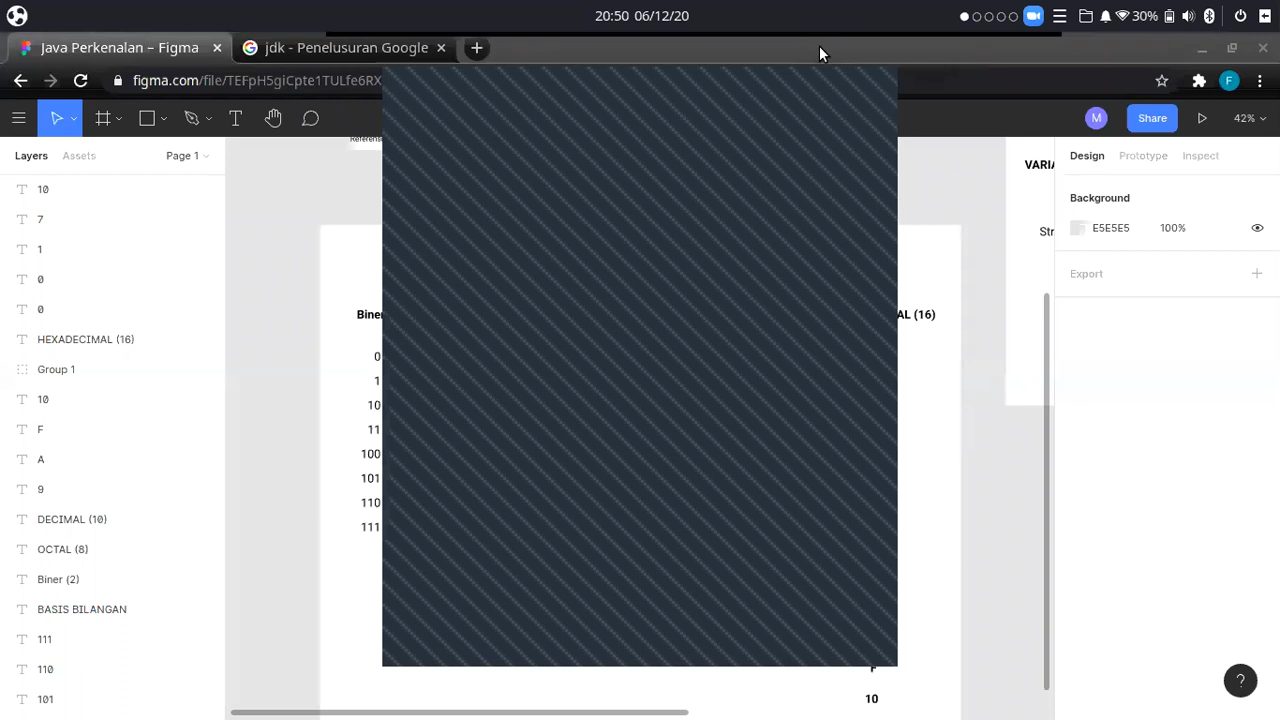 20:50 06/12/20
30%
Java Perkenalan – Figma
jdk - Penelusuran Google
figma.com/file/TEFpH5giCpte1TULfe6RX
F
M
Share
42%
Layers
Assets
Page 1
Design
Prototype
Inspect
10
7
1
0
0
HEXADECIMAL (16)
Group 1
10
F
A
9
DECIMAL (10)
OCTAL (8)
Biner (2)
BASIS BILANGAN
111
110
101
Referensi
Biner
0
1
10
11
100
101
110
111
AL (16)
F
10
VARIA
Str
Background
E5E5E5
100%
Export
?